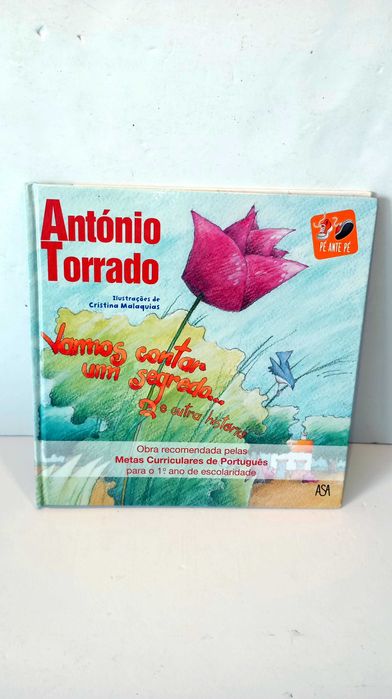 António
Torrado
Ilustrações de
Cristina Malaquias
PÉ ANTE PÉ
Vamos contar
um segredo...
e outra história
Obra recomendada pelas
Metas Curriculares de Português
para o 1º ano de escolaridade
ASA